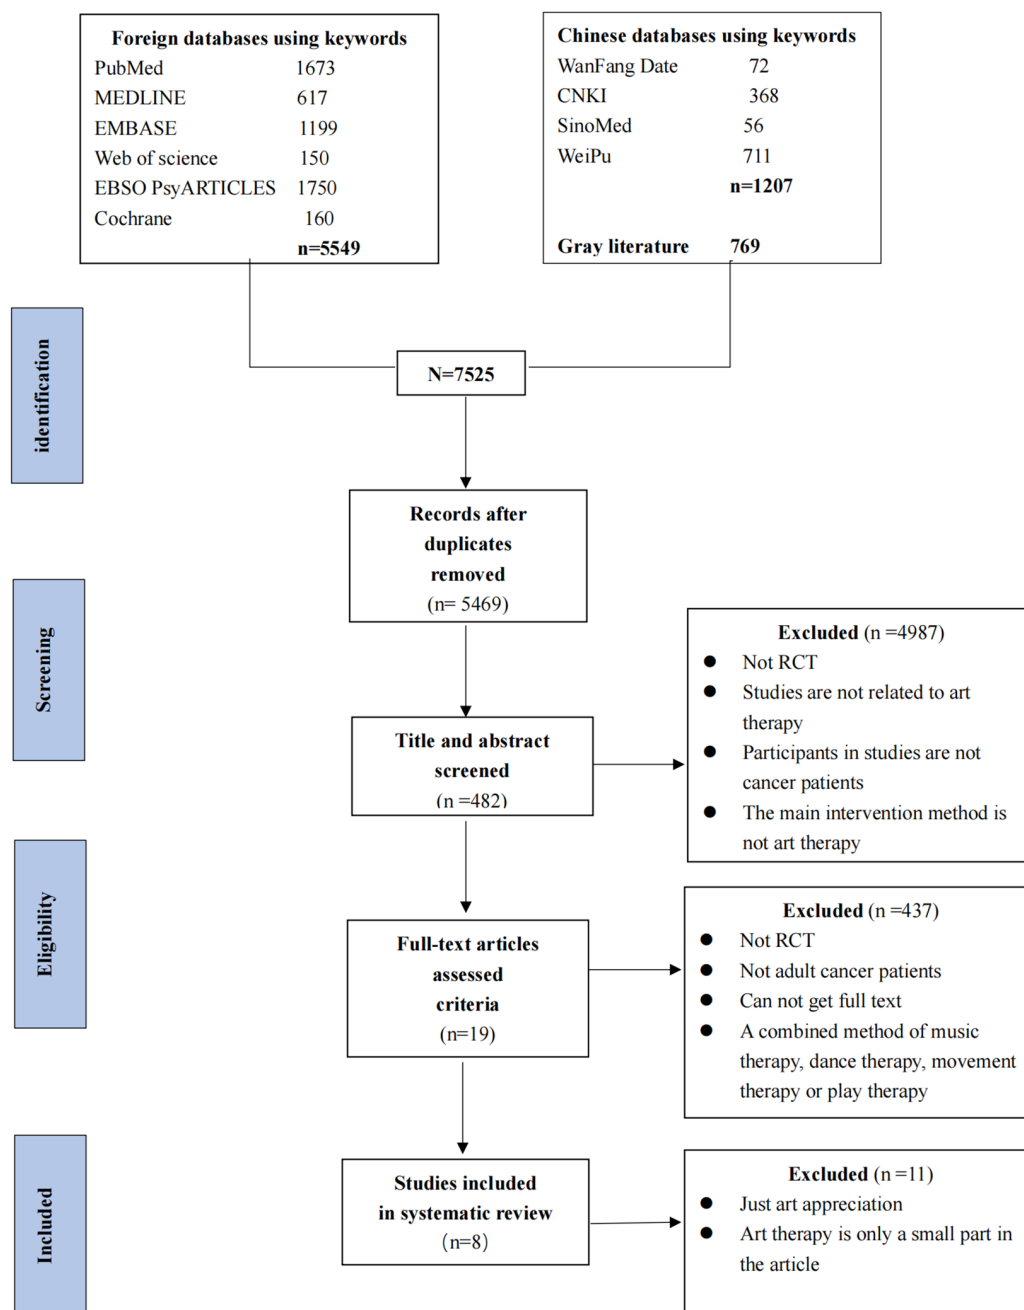 Foreign databases using keywords
PubMed 1673
MEDLINE 617
EMBASE 1199
Web of science 150
EBSO PsyARTICLES 1750
Cochrane 160
n=5549
Chinese databases using keywords
WanFang Date 72
CNKI 368
SinoMed 56
WeiPu 711
n=1207
Gray literature 769
identification
N=7525
Records after
duplicates
removed
(n= 5469)
Screening
Title and abstract
screened
(n =482)
Excluded (n =4987)
● Not RCT
● Studies are not related to art
therapy
● Participants in studies are not
cancer patients
● The main intervention method is
not art therapy
Eligibility
Full-text articles
assessed
criteria
(n=19)
Excluded (n =437)
● Not RCT
● Not adult cancer patients
● Can not get full text
● A combined method of music
therapy, dance therapy, movement
therapy or play therapy
Included
Studies included
in systematic review
(n=8)
Excluded (n =11)
● Just art appreciation
● Art therapy is only a small part in
the article